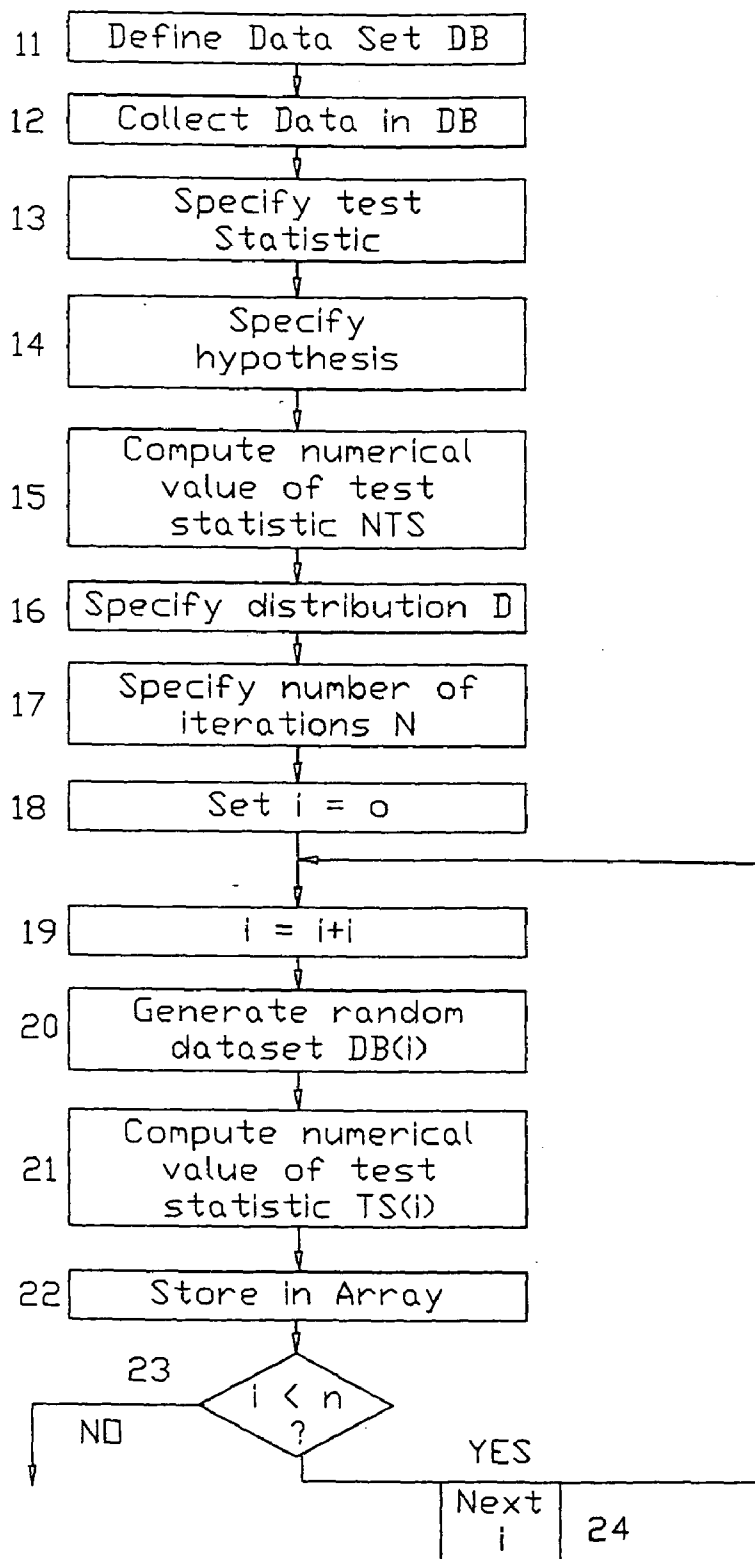 11 Define Data Set DB
12 Collect Data in DB
13 Specify test
Statistic
14 Specify
hypothesis
15 Compute numerical
value of test
statistic NTS
16 Specify distribution D
17 Specify number of
iterations N
18 Set i = o
19 i = i+i
20 Generate random
dataset DB(i)
21 Compute numerical
value of test
statistic TS(i)
22 Store in Array
23
i < n
?
NO
YES
Next
i
24